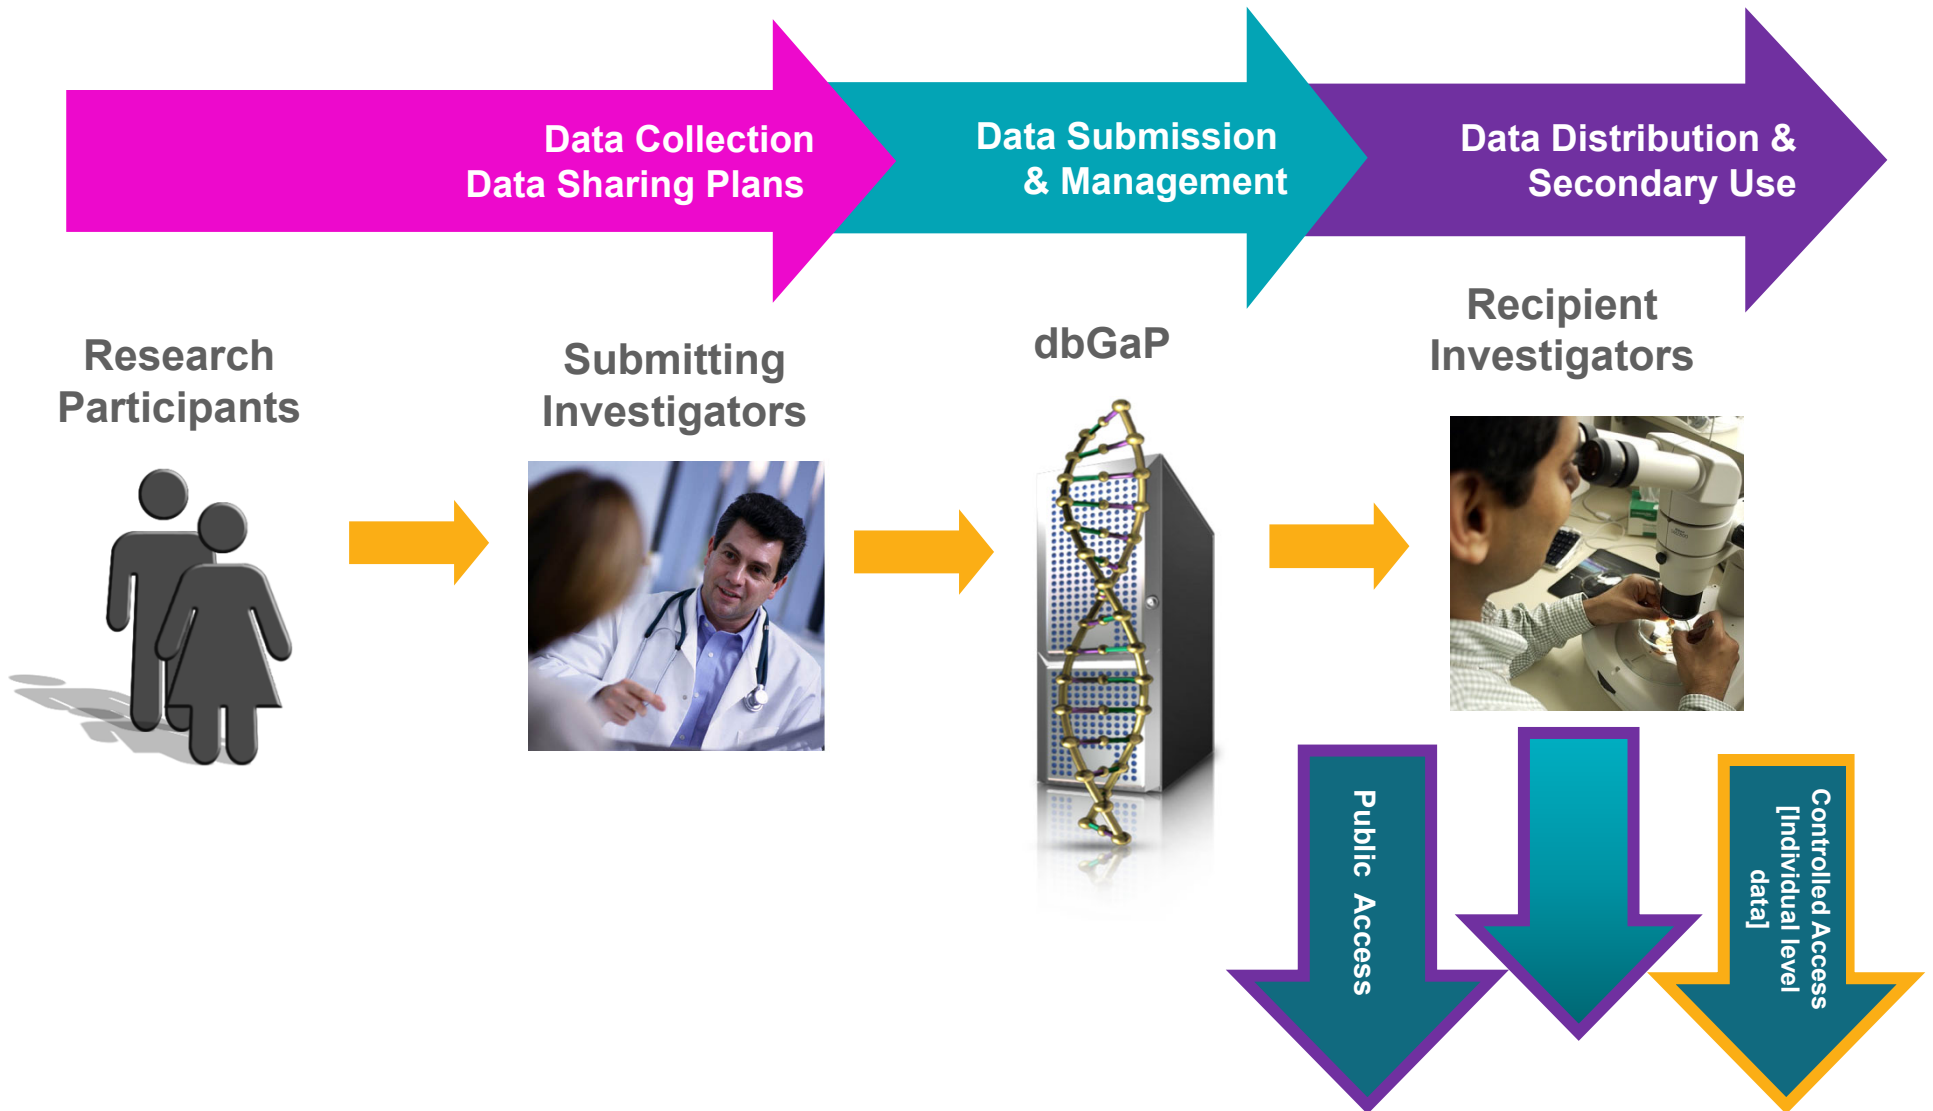 Data Collection
Data Sharing Plans
Data Submission
& Management
Data Distribution &
Secondary Use
Research
Participants
Submitting
Investigators
dbGaP
Recipient
Investigators
Public Access
Controlled Access
[Individual level
data]